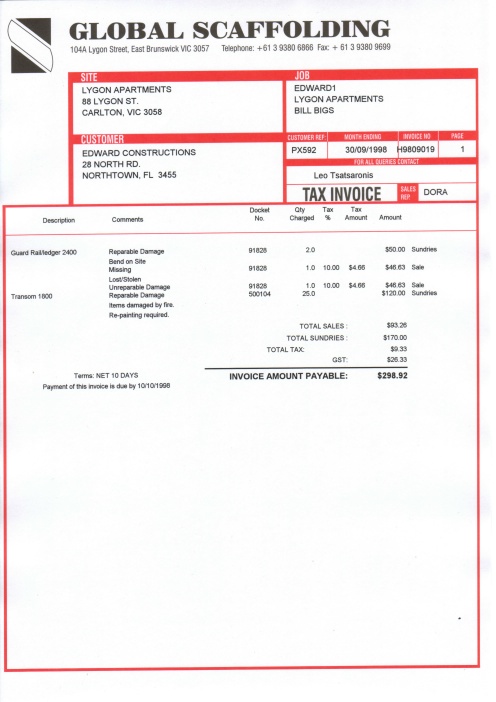 GLOBAL SCAFFOLDING
104A Lygon Street, East Brunswick VIC 3057 Telephone: +61 3 9380 6866 Fax: + 61 3 9380 9699
SITE
LYGON APARTMENTS
88 LYGON ST.
CARLTON, VIC 3058
JOB
EDWARD1
LYGON APARTMENTS
BILL BIGS
CUSTOMER
EDWARD CONSTRUCTIONS
28 NORTH RD.
NORTHTOWN, FL 3455
CUSTOMER REF: MONTH ENDING INVOICE NO PAGE
PX592 30/09/1998 H9809019 1
FOR ALL QUERIES CONTACT
Leo Tsatsaronis
TAX INVOICE SALES REP DORA
Description Comments Docket No. Qty Charged Tax % Tax Amount Amount
Guard Rail/ledger 2400 Reparable Damage 91828 2.0 $50.00 Sundries
Bend on Site
Missing 91828 1.0 10.00 $4.66 $46.63 Sale
Lost/Stolen
Unreparable Damage 91828 1.0 10.00 $4.66 $46.63 Sale
Transom 1800 Reparable Damage 500104 25.0 $120.00 Sundries
Items damaged by fire.
Re-painting required.
TOTAL SALES : $93.26
TOTAL SUNDRIES : $170.00
TOTAL TAX: $9.33
GST: $26.33
Terms: NET 10 DAYS INVOICE AMOUNT PAYABLE: $298.92
Payment of this invoice is due by 10/10/1998